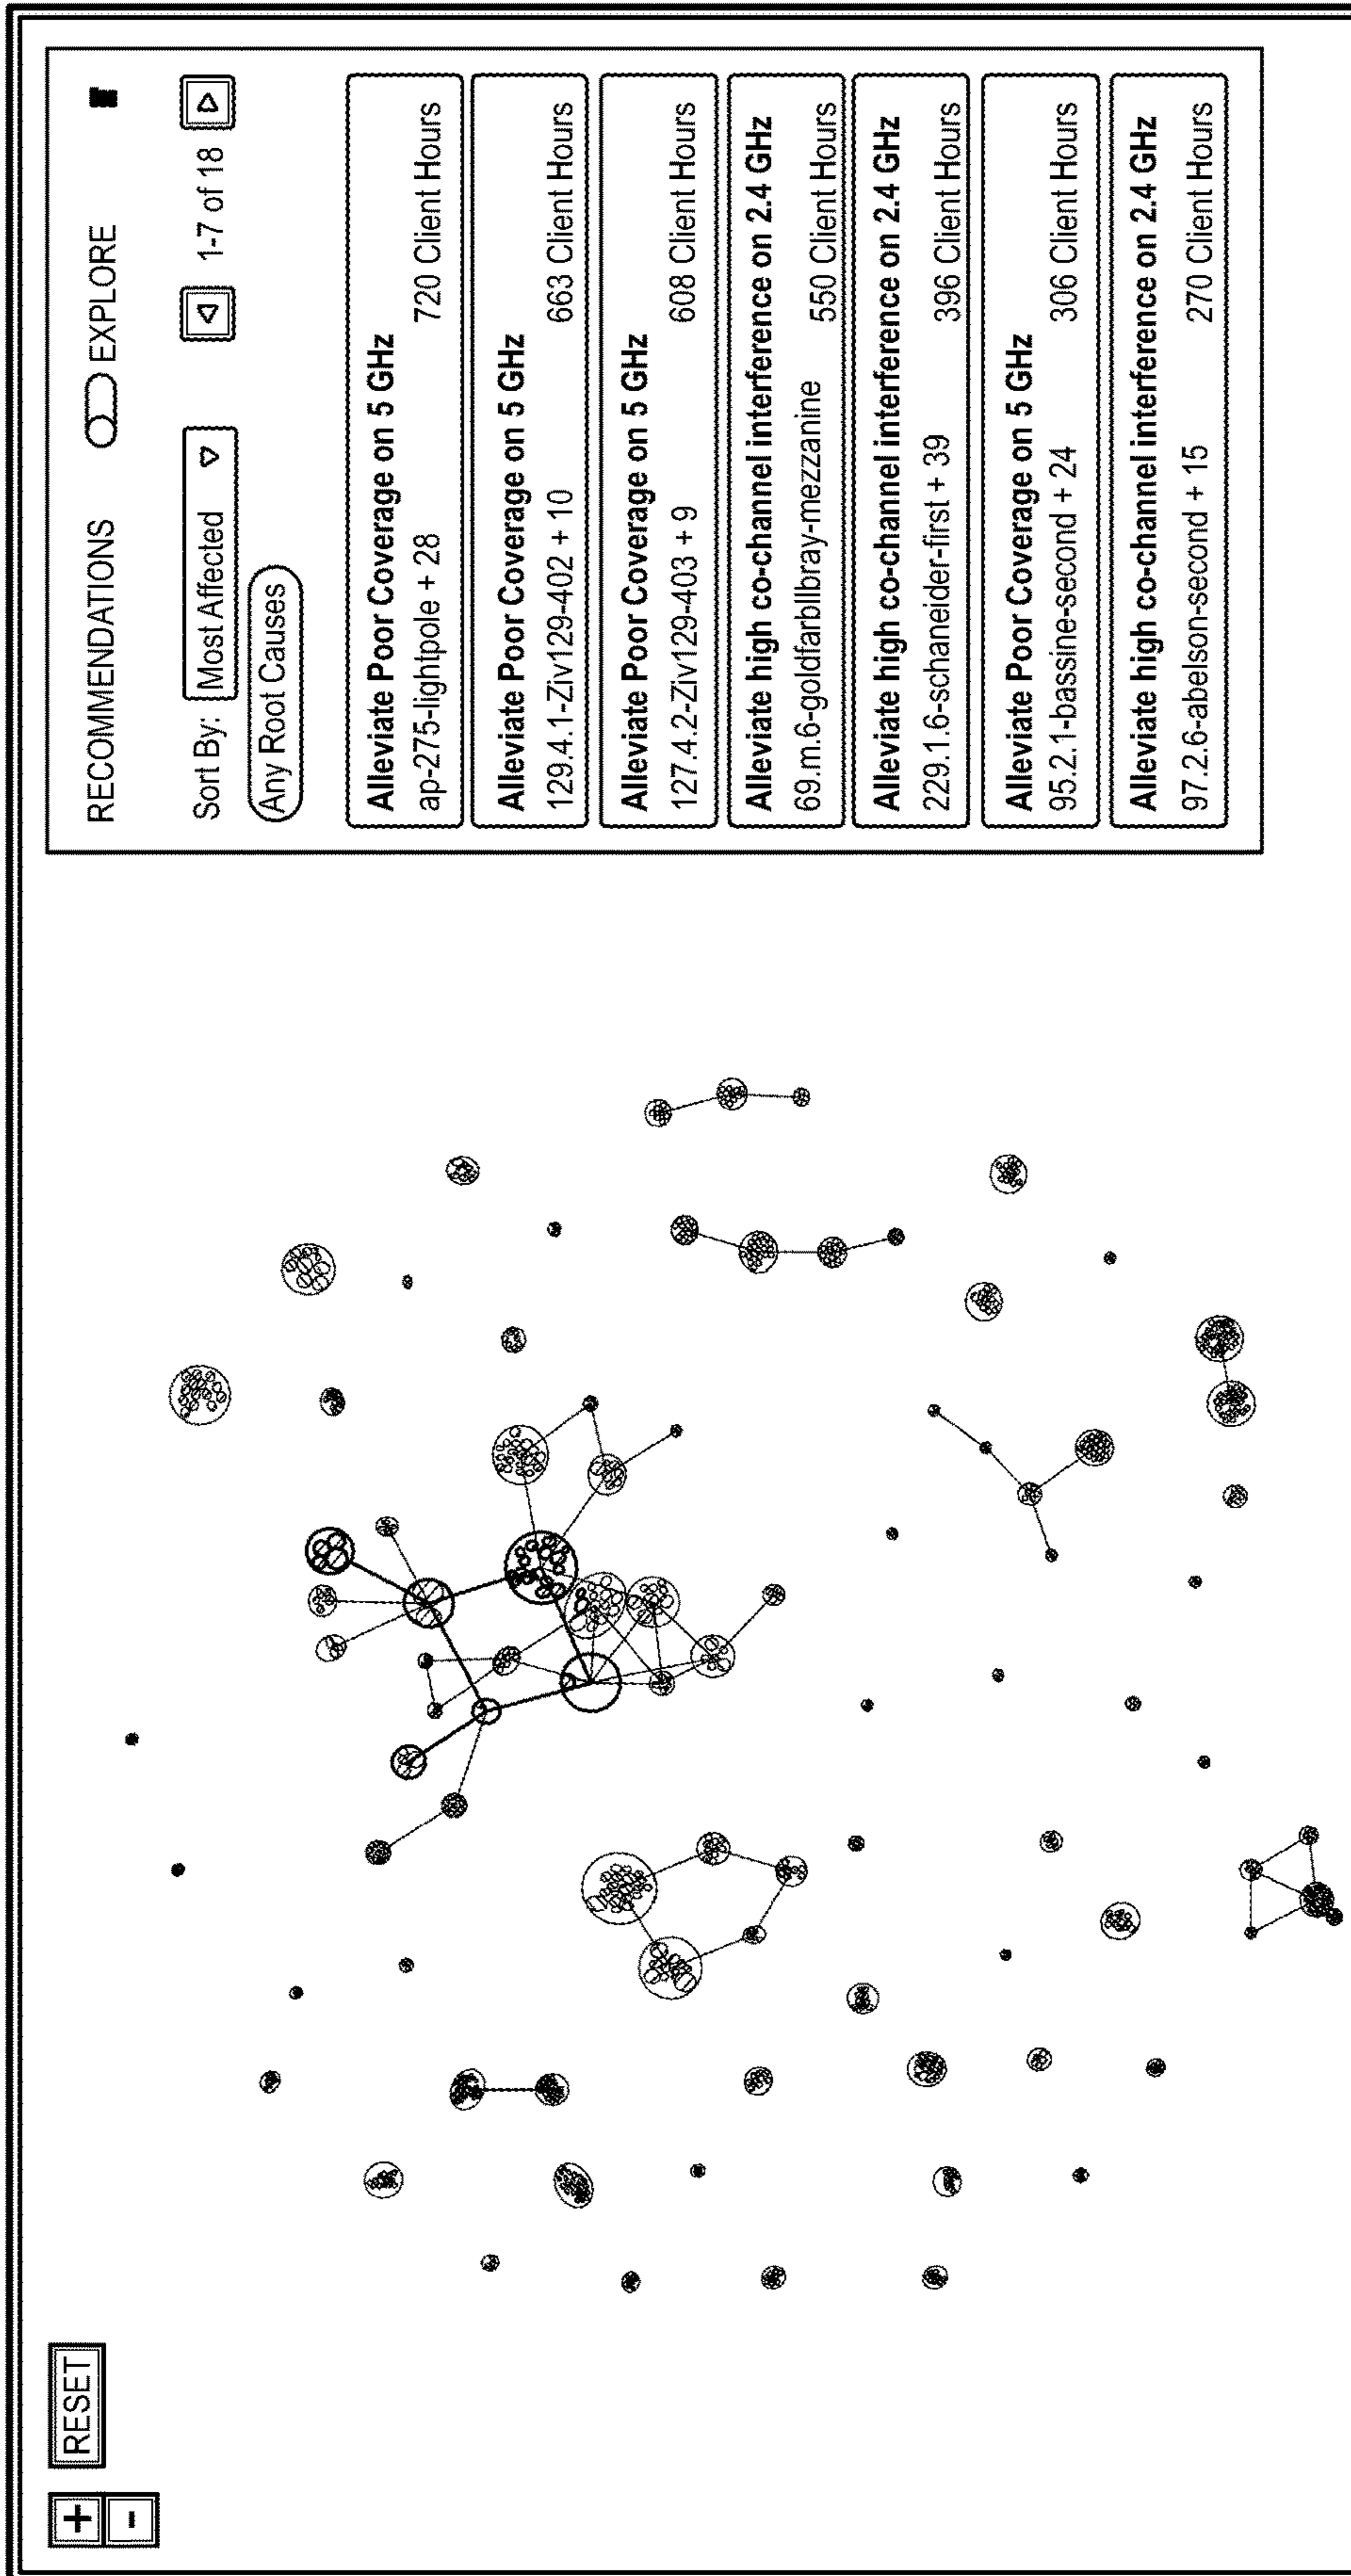 +
-
RESET
RECOMMENDATIONS EXPLORE
Sort By: Most Affected 1-7 of 18
Any Root Causes
Alleviate Poor Coverage on 5 GHz
ap-275-lightpole + 28 720 Client Hours
Alleviate Poor Coverage on 5 GHz
129.4.1-Ziv129-402 + 10 663 Client Hours
Alleviate Poor Coverage on 5 GHz
127.4.2-Ziv129-403 + 9 608 Client Hours
Alleviate high co-channel interference on 2.4 GHz
69.m.6-goldfarbllbray-mezzanine 550 Client Hours
Alleviate high co-channel interference on 2.4 GHz
229.1.6-schaneider-first + 39 396 Client Hours
Alleviate Poor Coverage on 5 GHz
95.2.1-bassine-second + 24 306 Client Hours
Alleviate high co-channel interference on 2.4 GHz
97.2.6-abelson-second + 15 270 Client Hours